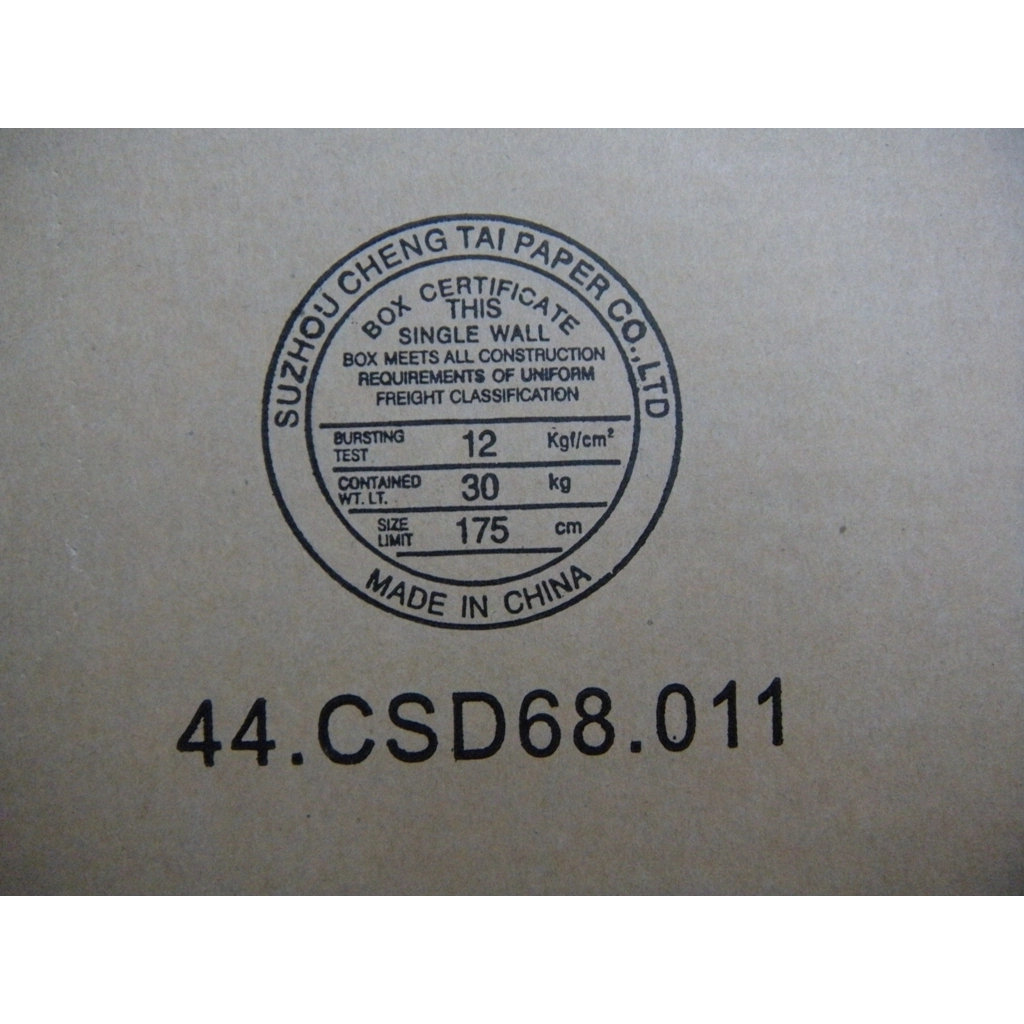 SUZHOU CHENG TAI PAPER CO.,LTD
BOX CERTIFICATE
THIS
SINGLE WALL
BOX MEETS ALL CONSTRUCTION
REQUIREMENTS OF UNIFORM
FREIGHT CLASSIFICATION
BURSTING TEST 12 Kgf/cm²
CONTAINED WT. LT. 30 kg
SIZE LIMIT 175 cm
MADE IN CHINA
44.CSD68.011